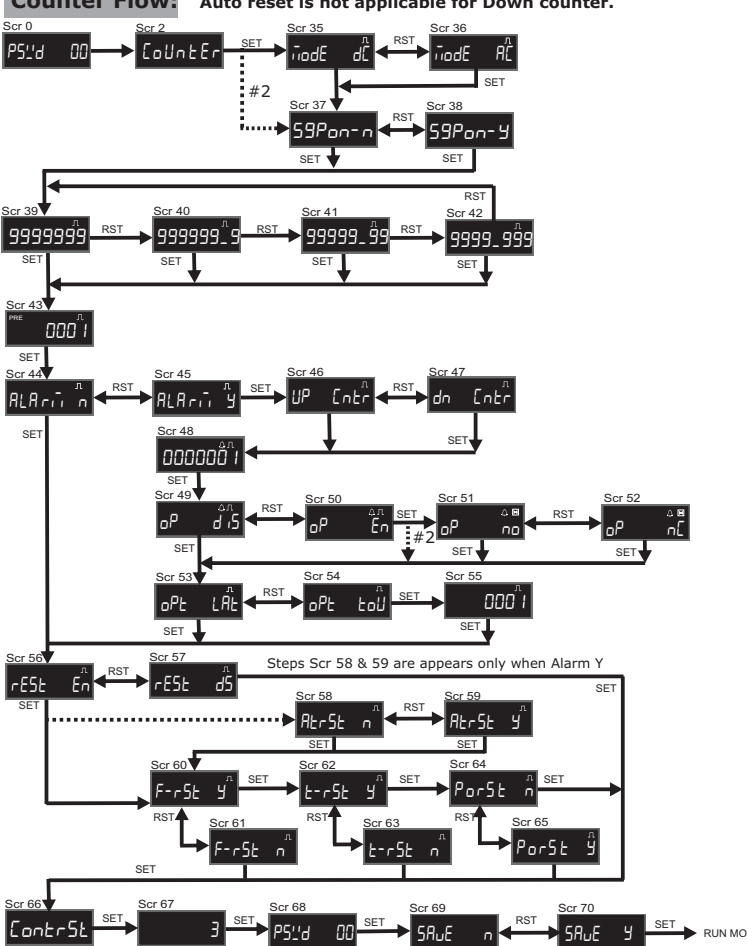 Counter Flow: Auto reset is not applicable for Down counter.
Scr 0 Scr 2 Scr 35 Scr 36
PS'd 00 CoUntEr SET modE dC RST modE AC
#2 SET
Scr 37 Scr 38
S9Pon-n RST S9Pon-y
SET SET
RST
Scr 39 Scr 40 Scr 41 Scr 42
9999999 RST 999999_9 RST 99999_99 RST 9999_999
SET SET SET SET
Scr 43
PRE 0001
SET
Scr 44 Scr 45 Scr 46 Scr 47
ALArm n RST ALArm y SET UP Cntr RST dn Cntr
SET SET
Scr 48
0000001
SET
Scr 49 Scr 50 Scr 51 Scr 52
oP diS RST oP En SET oP no RST oP nC
SET #2 SET SET
Scr 53 Scr 54 Scr 55
oPt LAt RST oPt toU SET 0001
SET SET
Scr 56 Scr 57 Steps Scr 58 & 59 are appears only when Alarm Y
rESt En RST rESt dS SET
SET
Scr 58 Scr 59
AtrSt n RST AtrSt y
SET SET
Scr 60 Scr 62 Scr 64
F-rSt y SET t-rSt y SET PorSt n SET
RST RST RST
Scr 61 Scr 63 Scr 65
F-rSt n t-rSt n PorSt y
SET
Scr 66 Scr 67 Scr 68 Scr 69 Scr 70
ContrSt SET 3 SET PS'd 00 SET SAvE n RST SAvE y SET RUN MO